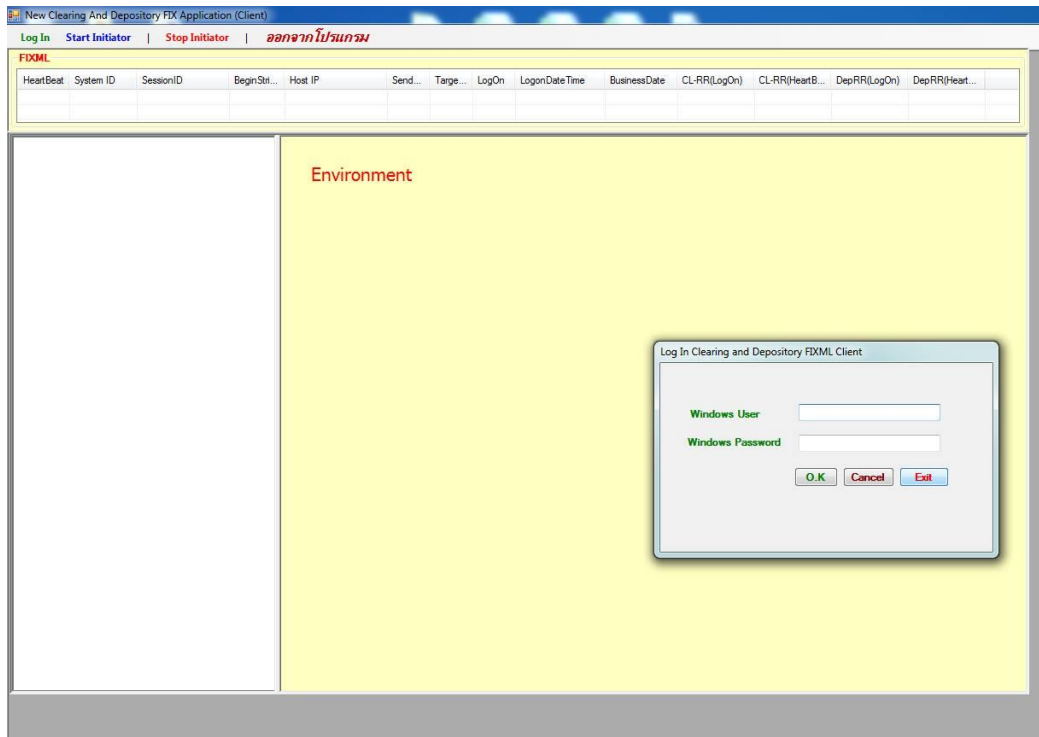 New Clearing And Depository FIX Application (Client)
Log In Start Initiator | Stop Initiator | ออกจากโปรแกรม
FIXML
HeartBeat System ID SessionID BeginStri... Host IP Send... Targe... LogOn LogonDateTime BusinessDate CL-RR(LogOn) CL-RR(HeartB... DepRR(LogOn) DepRR(Heart...
Environment
Log In Clearing and Depository FIXML Client
Windows User
Windows Password
O.K Cancel Exit